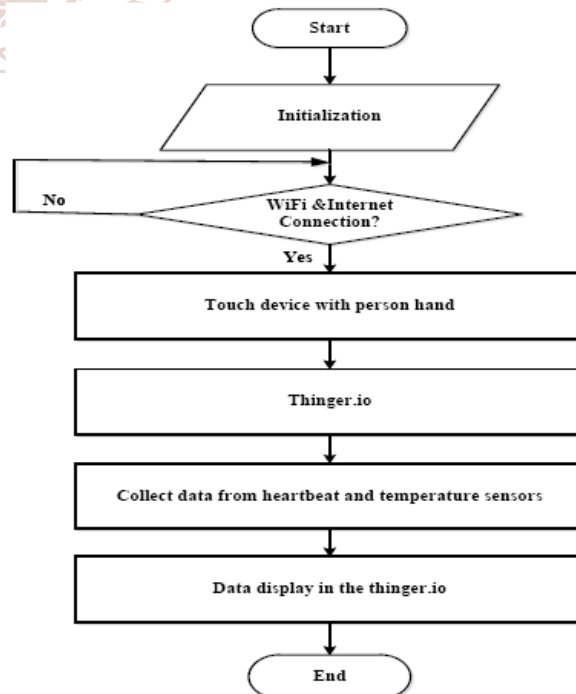 Start
Initialization
WiFi &Internet
Connection?
No
Yes
Touch device with person hand
Thinger.io
Collect data from heartbeat and temperature sensors
Data display in the thinger.io
End